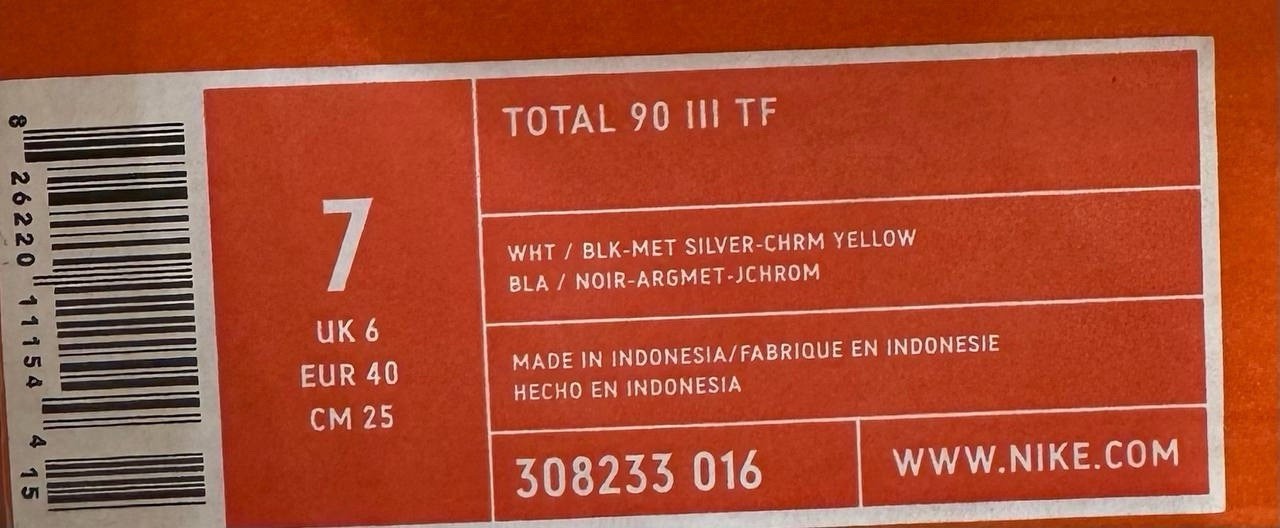 8 26220 11154 4 15
7
UK 6
EUR 40
CM 25
TOTAL 90 III TF
WHT / BLK-MET SILVER-CHRM YELLOW
BLA / NOIR-ARGMET-JCHROM
MADE IN INDONESIA/FABRIQUE EN INDONESIE
HECHO EN INDONESIA
308233 016
WWW.NIKE.COM